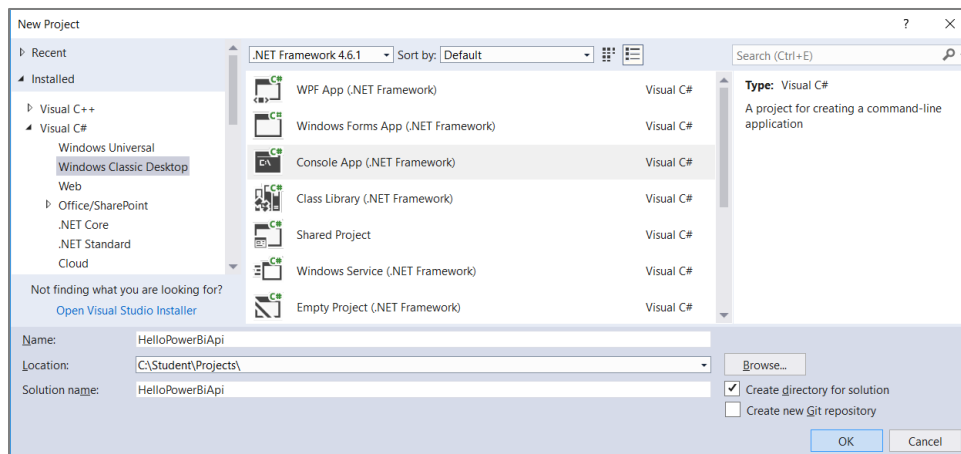 New Project
?
Recent
Installed
Visual C++
Visual C#
Windows Universal
Windows Classic Desktop
Web
Office/SharePoint
.NET Core
.NET Standard
Cloud
Not finding what you are looking for?
Open Visual Studio Installer
.NET Framework 4.6.1 Sort by: Default
Search (Ctrl+E)
WPF App (.NET Framework) Visual C#
Windows Forms App (.NET Framework) Visual C#
Console App (.NET Framework) Visual C#
Class Library (.NET Framework) Visual C#
Shared Project Visual C#
Windows Service (.NET Framework) Visual C#
Empty Project (.NET Framework) Visual C#
Type: Visual C#
A project for creating a command-line
application
Name: HelloPowerBiApi
Location: C:\Student\Projects\
Browse...
Solution name: HelloPowerBiApi
Create directory for solution
Create new Git repository
OK Cancel